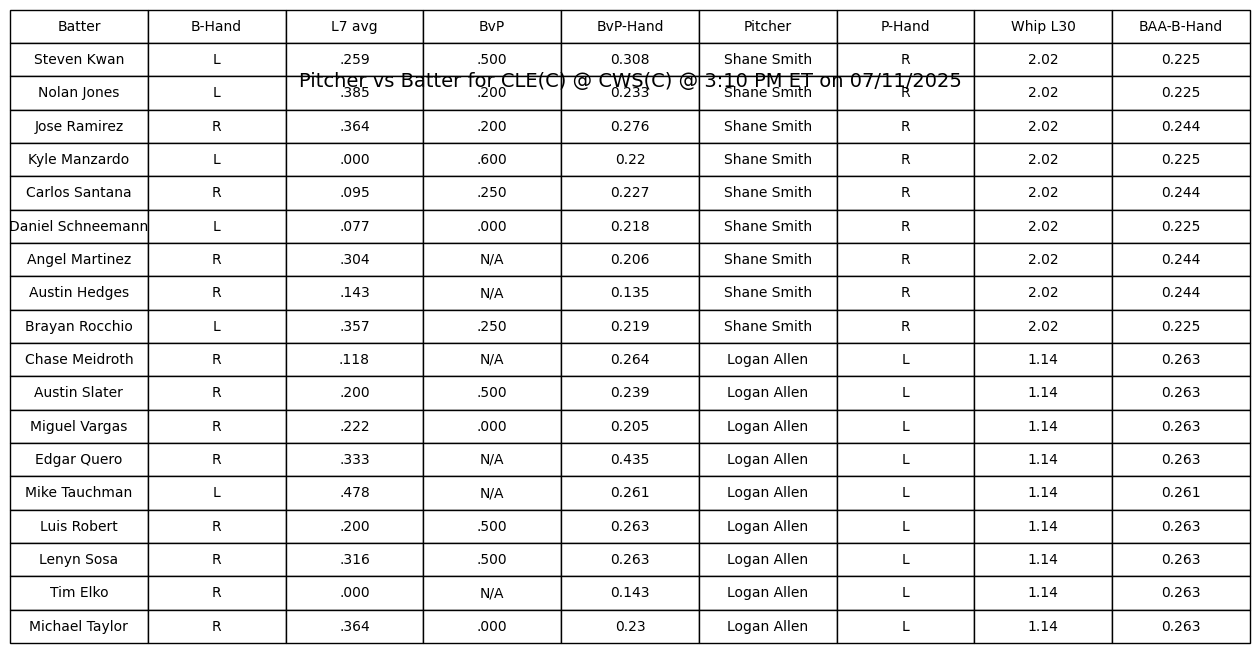 Batter B-Hand L7 avg BvP BvP-Hand Pitcher P-Hand Whip L30 BAA-B-Hand
Steven Kwan L .259 .500 0.308 Shane Smith R 2.02 0.225
Pitcher vs Batter for CLE(C) @ CWS(C) @ 3:10 PM ET on 07/11/2025
Nolan Jones L .385 .200 0.233 Shane Smith R 2.02 0.225
Jose Ramirez R .364 .200 0.276 Shane Smith R 2.02 0.244
Kyle Manzardo L .000 .600 0.22 Shane Smith R 2.02 0.225
Carlos Santana R .095 .250 0.227 Shane Smith R 2.02 0.244
Daniel Schneemann L .077 .000 0.218 Shane Smith R 2.02 0.225
Angel Martinez R .304 N/A 0.206 Shane Smith R 2.02 0.244
Austin Hedges R .143 N/A 0.135 Shane Smith R 2.02 0.244
Brayan Rocchio L .357 .250 0.219 Shane Smith R 2.02 0.225
Chase Meidroth R .118 N/A 0.264 Logan Allen L 1.14 0.263
Austin Slater R .200 .500 0.239 Logan Allen L 1.14 0.263
Miguel Vargas R .222 .000 0.205 Logan Allen L 1.14 0.263
Edgar Quero R .333 N/A 0.435 Logan Allen L 1.14 0.263
Mike Tauchman L .478 N/A 0.261 Logan Allen L 1.14 0.261
Luis Robert R .200 .500 0.263 Logan Allen L 1.14 0.263
Lenyn Sosa R .316 .500 0.263 Logan Allen L 1.14 0.263
Tim Elko R .000 N/A 0.143 Logan Allen L 1.14 0.263
Michael Taylor R .364 .000 0.23 Logan Allen L 1.14 0.263